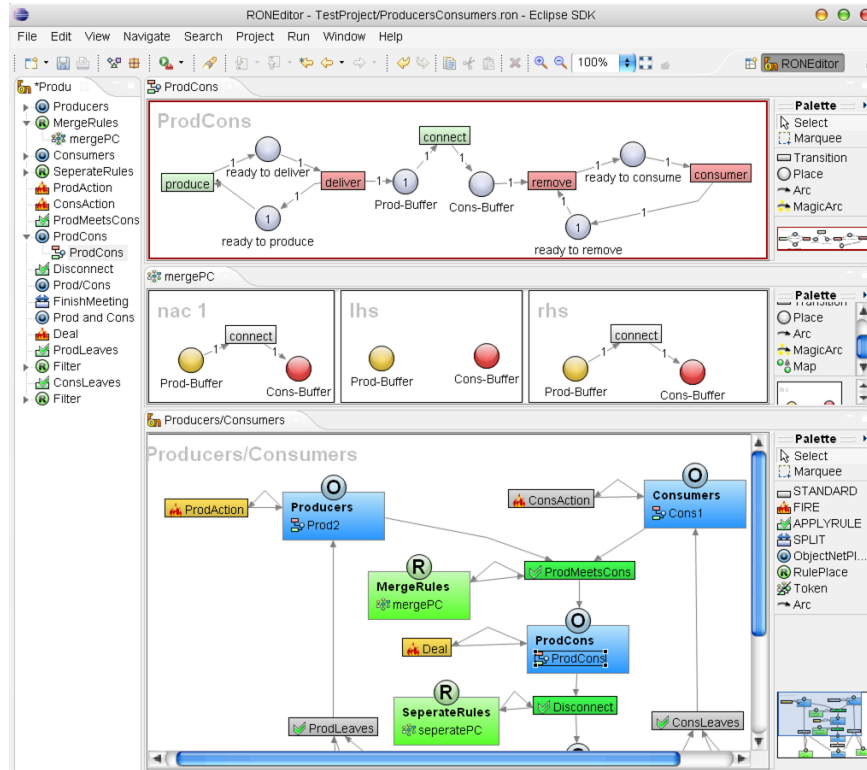 RONEditor - TestProject/ProducersConsumers.ron - Eclipse SDK
File Edit View Navigate Search Project Run Window Help
100%
RONEditor
*Produ
Producers
MergeRules
mergePC
Consumers
SeperateRules
ProdAction
ConsAction
ProdMeetsCons
ProdCons
ProdCons
Disconnect
Prod/Cons
FinishMeeting
Prod and Cons
Deal
ProdLeaves
Filter
ConsLeaves
Filter
ProdCons
ProdCons
connect
1 1 1 1 1 1
ready to deliver
ready to consume
produce
deliver
1
1
Prod-Buffer
Cons-Buffer
1
remove
consumer
1
1
1
1
1
1
ready to produce
ready to remove
Palette
Select
Marquee
Transition
Place
Arc
MagicArc
mergePC
nac 1
connect
1
1
Prod-Buffer
Cons-Buffer
lhs
Prod-Buffer
Cons-Buffer
rhs
connect
1
1
Prod-Buffer
Cons-Buffer
Palette
Transition
Place
Arc
MagicArc
Map
Producers/Consumers
Producers/Consumers
O
Producers
Prod2
ProdAction
ConsAction
O
Consumers
Cons1
R
MergeRules
mergePC
ProdMeetsCons
O
ProdCons
ProdCons
Deal
R
SeperateRules
seperatePC
Disconnect
ProdLeaves
ConsLeaves
Palette
Select
Marquee
STANDARD
FIRE
APPLYRULE
SPLIT
ObjectNetPl...
RulePlace
Token
Arc